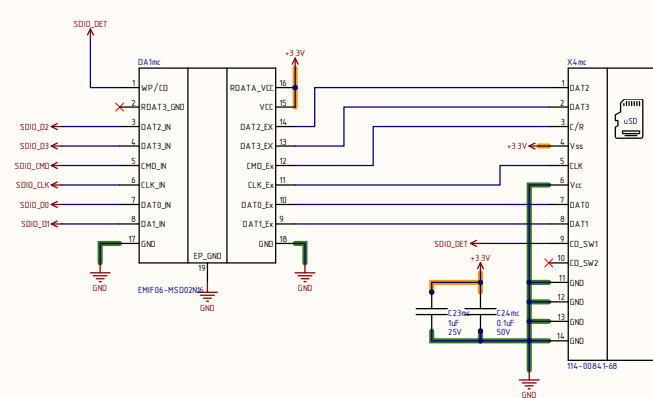 SDIO_DET
DA1mc
+3.3V
X4mc
1 WP/CD
RDATA_VCC 16
1 DAT2
2 RDAT3_GND
VCC 15
2 DAT3
SDIO_D2 3 DAT2_IN
DAT2_EX 14
3 C/R
uSD
SDIO_D3 4 DAT3_IN
DAT3_EX 13
+3.3V 4 Vss
SDIO_CMD 5 CMD_IN
CMD_Ex 12
5 CLK
SDIO_CLK 6 CLK_IN
CLK_Ex 11
6 Vcc
SDIO_D0 7 DAT0_IN
DAT0_Ex 10
7 DAT0
SDIO_D1 8 DA1_IN
DAT1_Ex 9
8 DAT1
17 GND
GND 18
SDIO_DET 9 CD_SW1
EP_GND
19
+3.3V
10 CD_SW2
GND
GND
11 GND
EMIF06-MSD02N16
GND
12 GND
C23mc
1uF
25V
C24mc
0.1uF
50V
13 GND
14 GND
114-00841-68
GND